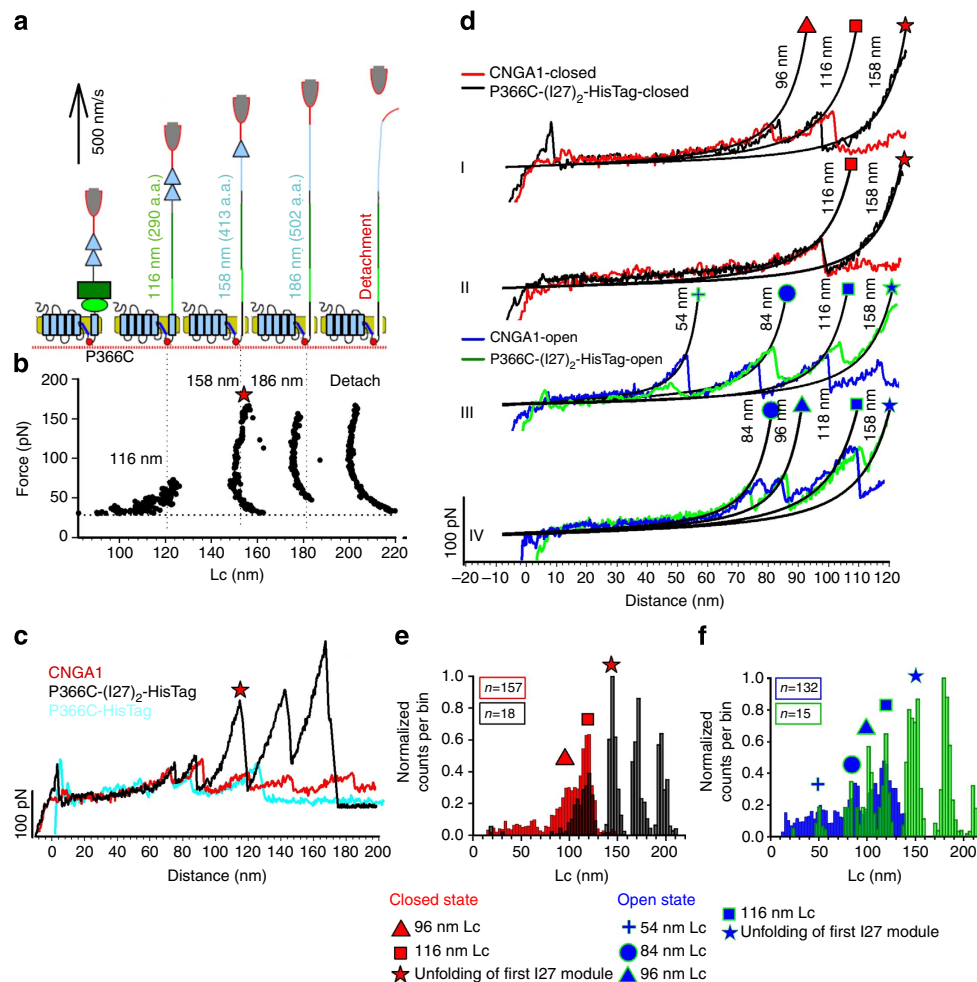 a
500 nm/s
116 nm (290 a.a.)
158 nm (413 a.a.)
186 nm (502 a.a.)
Detachment
P366C
b
Force (pN)
200
150
100
50
0
116 nm
158 nm
186 nm
Detach
100 120 140 160 180 200 220
Lc (nm)
c
CNGA1
P366C-(I27)2-HisTag
P366C-HisTag
100 pN
0 20 40 60 80 100 120 140 160 180 200
Distance (nm)
d
CNGA1-closed
P366C-(I27)2-HisTag-closed
96 nm
116 nm
158 nm
I
116 nm
158 nm
II
CNGA1-open
P366C-(I27)2-HisTag-open
54 nm
84 nm
116 nm
158 nm
III
84 nm
96 nm
118 nm
158 nm
IV
100 pN
−20 −10 0 10 20 30 40 50 60 70 80 90 100 110 120
Distance (nm)
e
n=157
n=18
Normalized
counts per bin
1.0
0.8
0.6
0.4
0.2
0.0
0 50 100 150 200
Lc (nm)
f
n=132
n=15
Normalized
counts per bin
1.0
0.8
0.6
0.4
0.2
0
0 50 100 150 200
Lc (nm)
Closed state
96 nm Lc
116 nm Lc
Unfolding of first I27 module
Open state
54 nm Lc
84 nm Lc
96 nm Lc
116 nm Lc
Unfolding of first I27 module